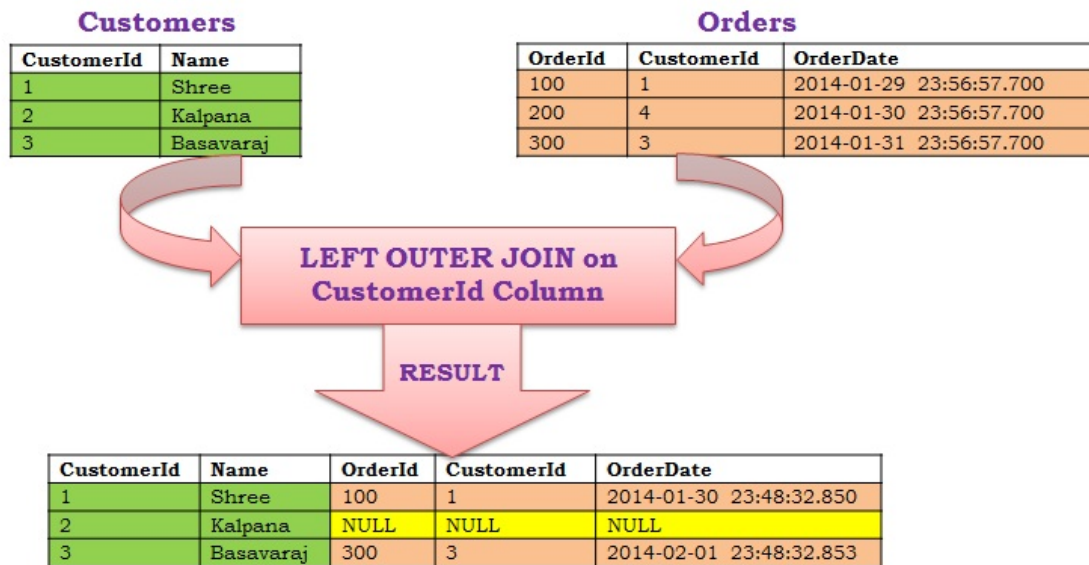 Customers
CustomerId Name
1 Shree
2 Kalpana
3 Basavaraj
Orders
OrderId CustomerId OrderDate
100 1 2014-01-29 23:56:57.700
200 4 2014-01-30 23:56:57.700
300 3 2014-01-31 23:56:57.700
LEFT OUTER JOIN on
CustomerId Column
RESULT
CustomerId Name OrderId CustomerId OrderDate
1 Shree 100 1 2014-01-30 23:48:32.850
2 Kalpana NULL NULL NULL
3 Basavaraj 300 3 2014-02-01 23:48:32.853